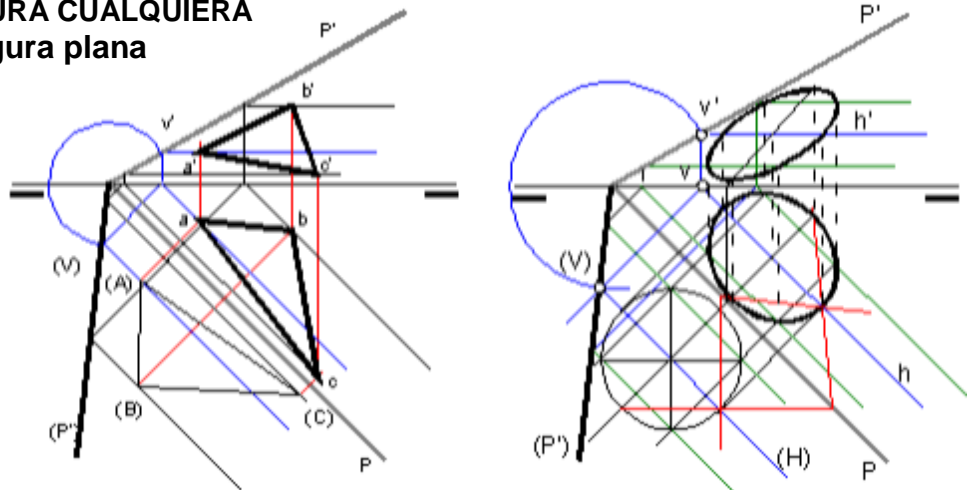 URA CUALQUIERA
gura plana
P'
b'
v'
a'
c'
a
b
(V)
(A)
c
(B)
(C)
(P')
P
P'
v'
h'
v
(V)
h
(P')
(H)
P